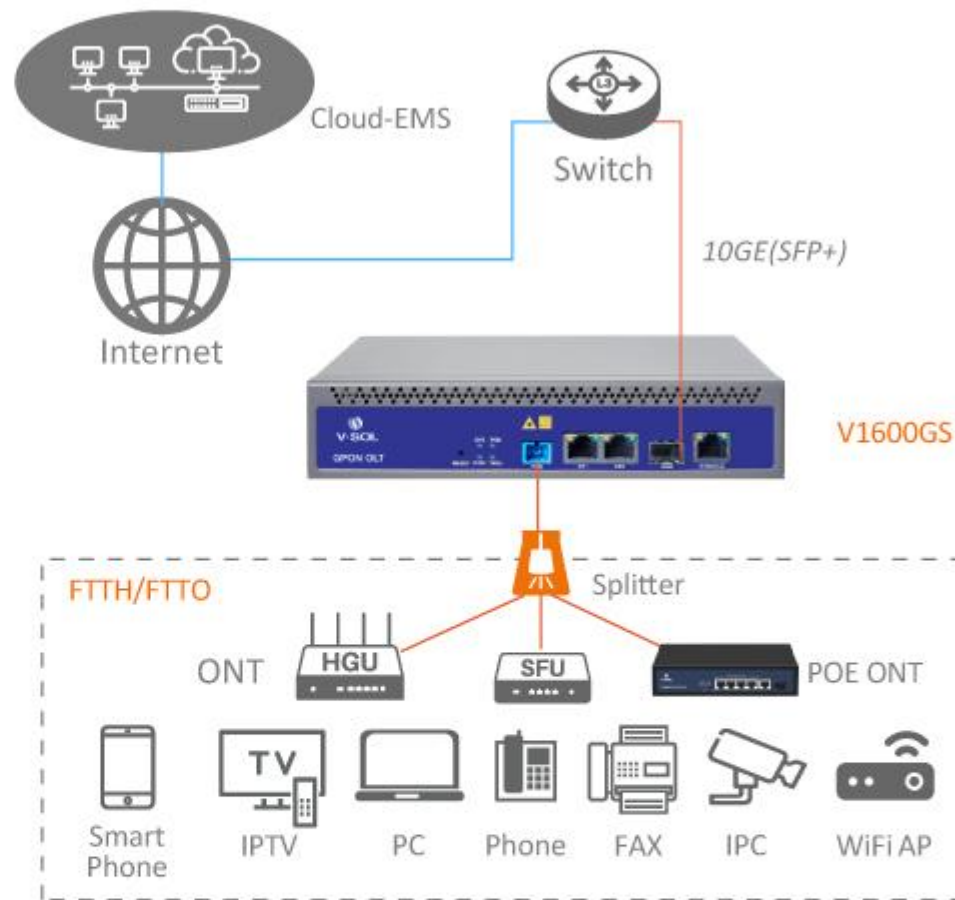 Cloud-EMS
L3
Switch
10GE(SFP+)
Internet
V·SOL
GPON OLT
V1600GS
Splitter
FTTH/FTTO
ONT
HGU
SFU
POE ONT
TV
Smart
Phone
IPTV
PC
Phone
FAX
IPC
WiFi AP